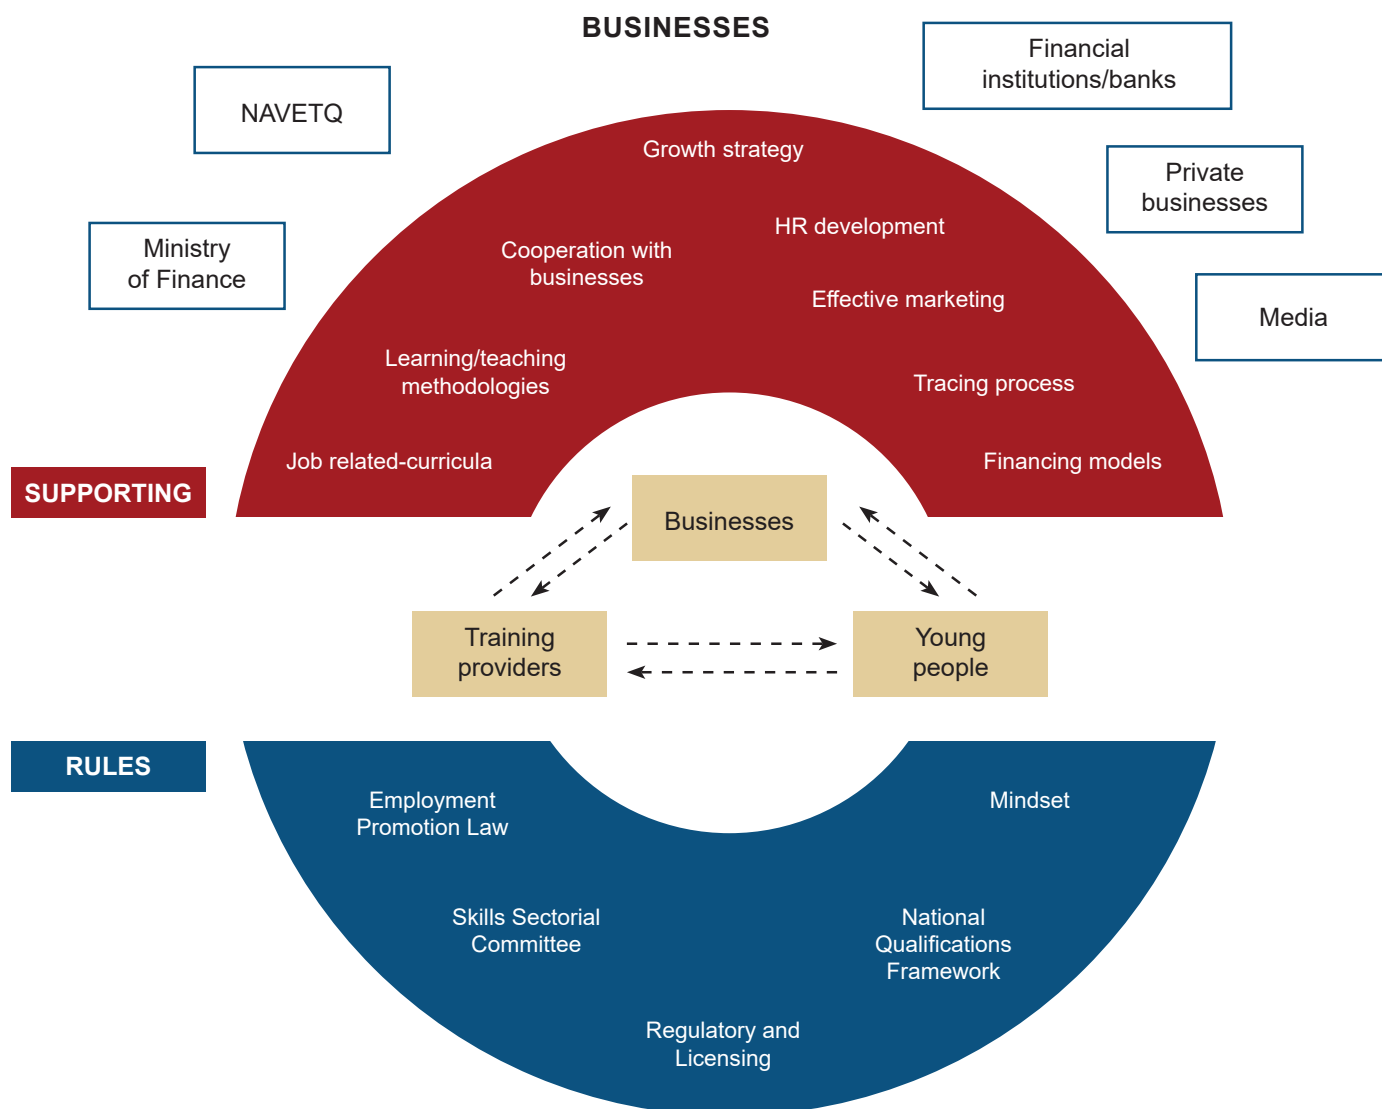 BUSINESSES
Financial
institutions/banks
NAVETQ
Private
businesses
Ministry
of Finance
Media
Growth strategy
HR development
Cooperation with
businesses
Effective marketing
Learning/teaching
methodologies
Tracing process
Job related-curricula
Financing models
SUPPORTING
Businesses
Training
providers
Young
people
RULES
Employment
Promotion Law
Mindset
Skills Sectorial
Committee
National
Qualifications
Framework
Regulatory and
Licensing